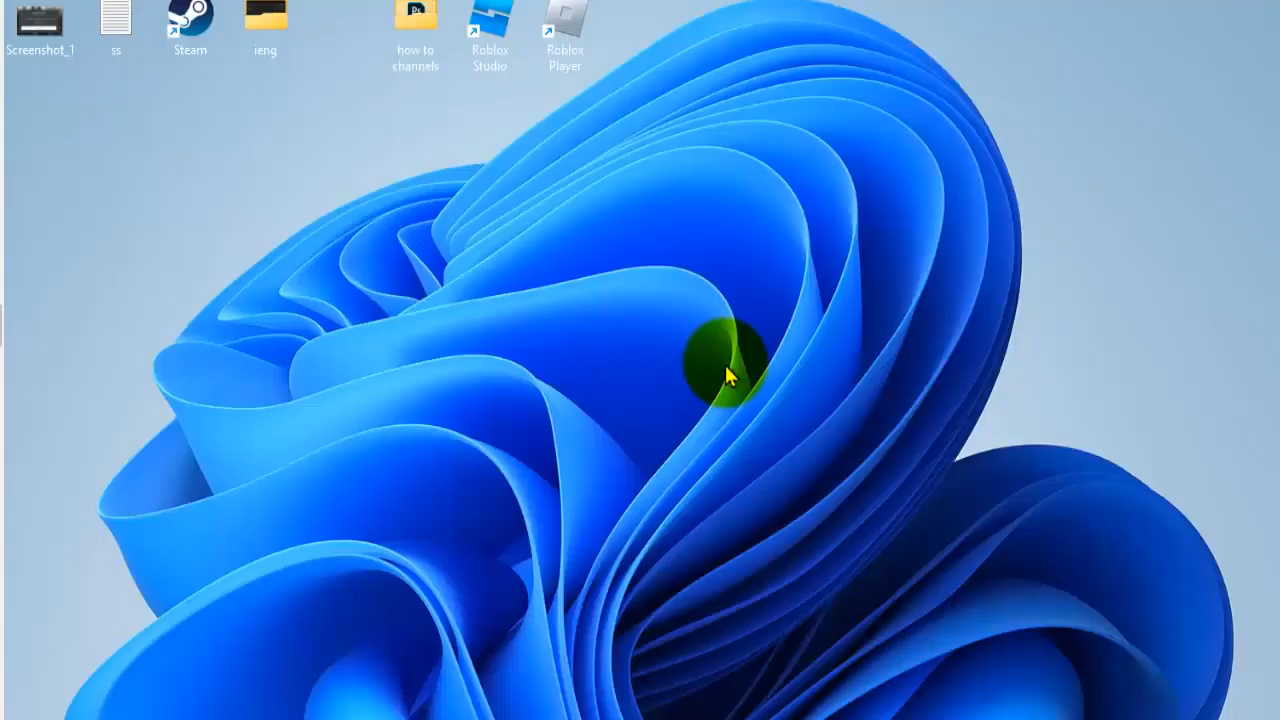 Screenshot_1
ss
Steam
ieng
how to
channels
Roblox
Studio
Roblox
Player